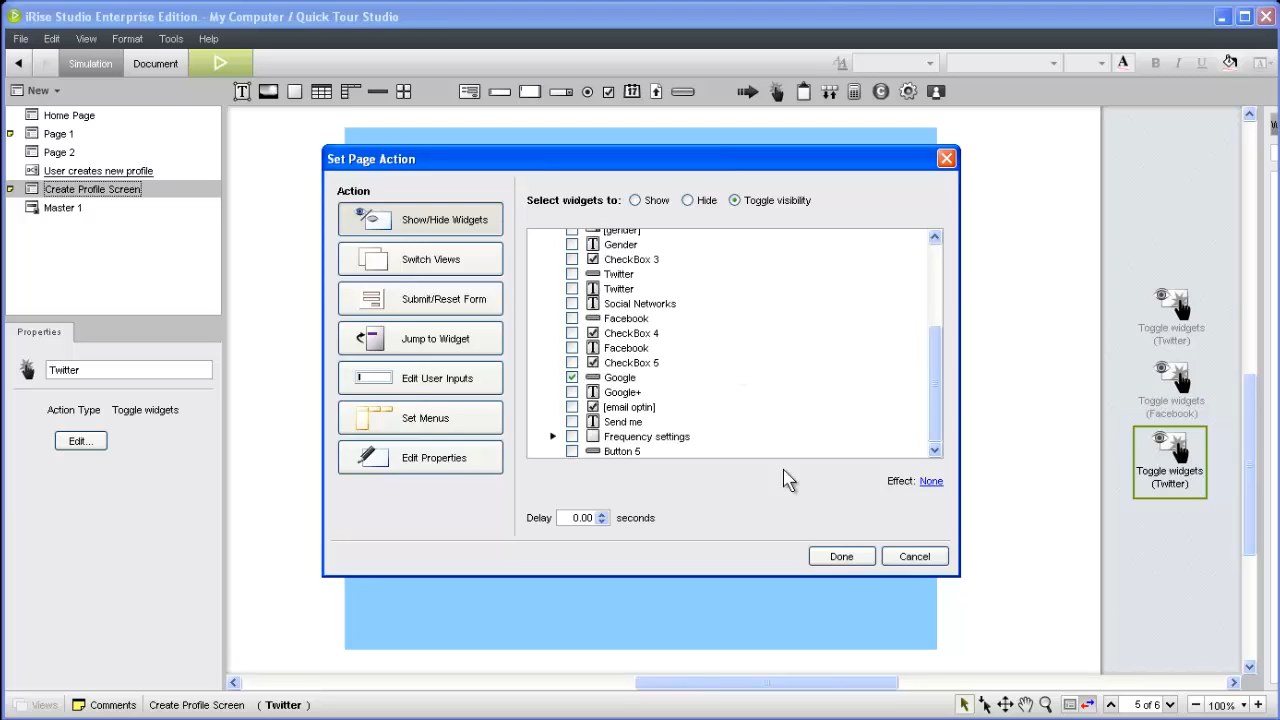 iRise Studio Enterprise Edition - My Computer / Quick Tour Studio
File Edit View Format Tools Help
Simulation Document
New
Home Page
Page 1
Page 2
User creates new profile
Create Profile Screen
Master 1
Properties
Twitter
Action Type Toggle widgets
Edit...
Set Page Action
Action
Show/Hide Widgets
Switch Views
Submit/Reset Form
Jump to Widget
Edit User Inputs
Set Menus
Edit Properties
Select widgets to: Show Hide Toggle visibility
[gender]
Gender
CheckBox 3
Twitter
Twitter
Social Networks
Facebook
CheckBox 4
Facebook
CheckBox 5
Google
Google+
[email optin]
Send me
Frequency settings
Button 5
Effect: None
Delay 0.00 seconds
Done Cancel
Toggle widgets
(Twitter)
Toggle widgets
(Facebook)
Toggle widgets
(Twitter)
Views Comments Create Profile Screen ( Twitter ) 5 of 6 100%